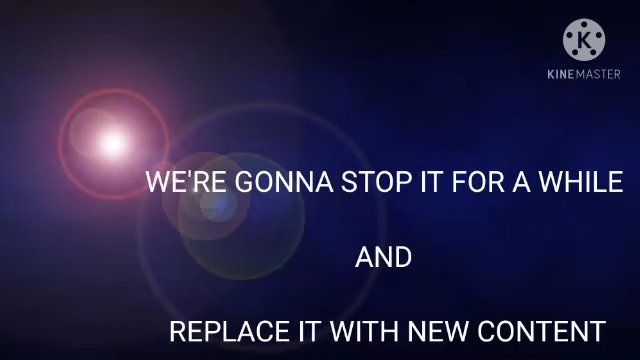 K
KINEMASTER
WE'RE GONNA STOP IT FOR A WHILE
AND
REPLACE IT WITH NEW CONTENT